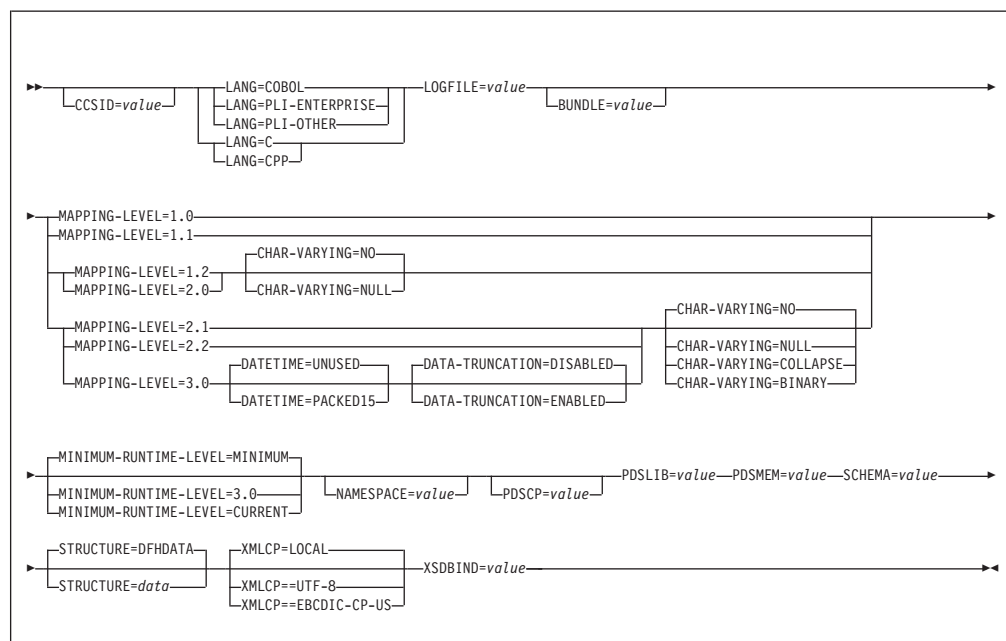 CCSID=value
LANG=COBOL
LANG=PLI-ENTERPRISE
LANG=PLI-OTHER
LANG=C
LANG=CPP
LOGFILE=value
BUNDLE=value
MAPPING-LEVEL=1.0
MAPPING-LEVEL=1.1
MAPPING-LEVEL=1.2
MAPPING-LEVEL=2.0
CHAR-VARYING=NO
CHAR-VARYING=NULL
MAPPING-LEVEL=2.1
MAPPING-LEVEL=2.2
MAPPING-LEVEL=3.0
DATETIME=UNUSED
DATETIME=PACKED15
DATA-TRUNCATION=DISABLED
DATA-TRUNCATION=ENABLED
CHAR-VARYING=NO
CHAR-VARYING=NULL
CHAR-VARYING=COLLAPSE
CHAR-VARYING=BINARY
MINIMUM-RUNTIME-LEVEL=MINIMUM
MINIMUM-RUNTIME-LEVEL=3.0
MINIMUM-RUNTIME-LEVEL=CURRENT
NAMESPACE=value
PDSCP=value
PDSLIB=value
PDSMEM=value
SCHEMA=value
STRUCTURE=DFHDATA
STRUCTURE=data
XMLCP=LOCAL
XMLCP==UTF-8
XMLCP==EBCDIC-CP-US
XSDBIND=value